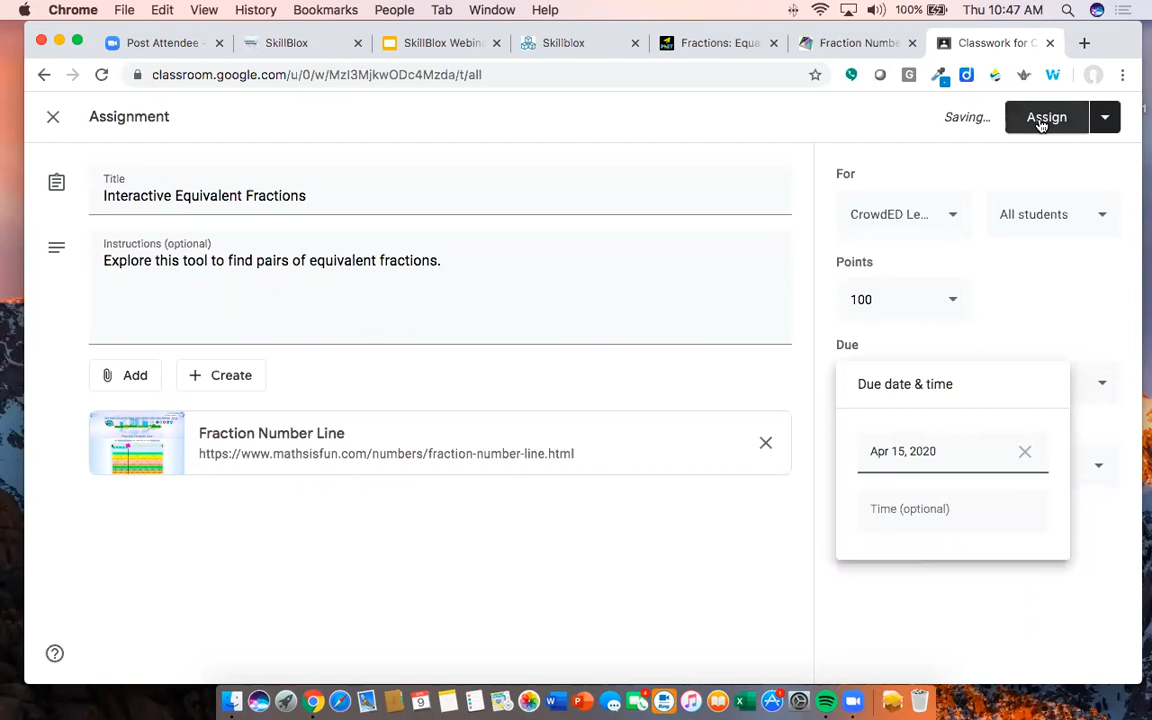 Chrome File Edit View History Bookmarks People Tab Window Help 100% Thu 10:47 AM
Post Attendee - SkillBlox SkillBlox Webin Skillblox Fractions: Equa Fraction Numbe Classwork for C
classroom.google.com/u/0/w/MzI3MjkwODc4Mzda/t/all
Assignment Saving... Assign
Title
Interactive Equivalent Fractions
Instructions (optional)
Explore this tool to find pairs of equivalent fractions.
Add Create
Fraction Number Line
https://www.mathsisfun.com/numbers/fraction-number-line.html
For
CrowdED Le... All students
Points
100
Due
Due date & time
Apr 15, 2020
Time (optional)